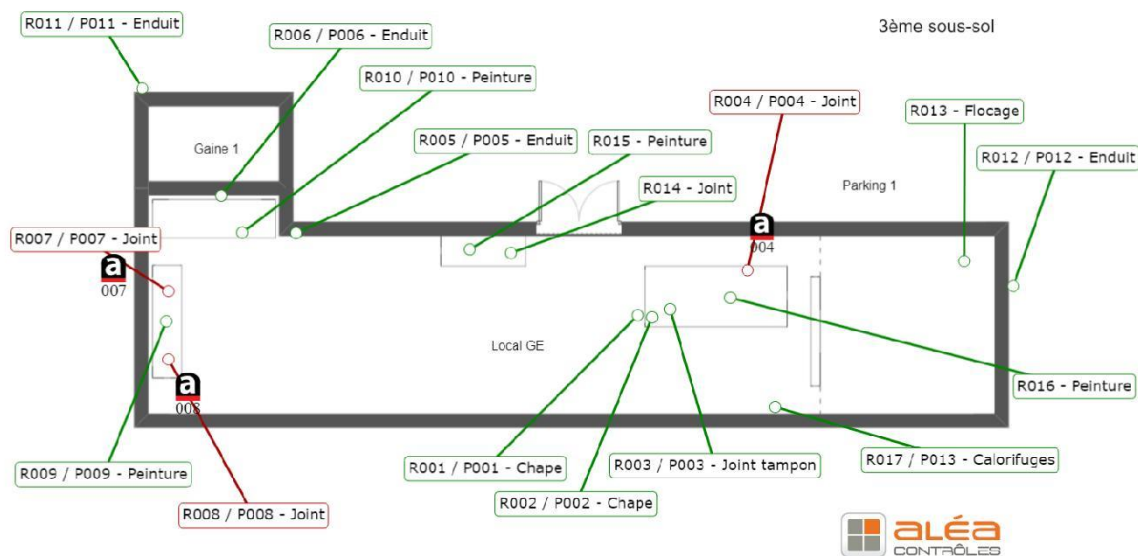 R011 / P011 - Enduit
R006 / P006 - Enduit
3ème sous-sol
R010 / P010 - Peinture
R004 / P004 - Joint
R013 - Flocage
R005 / P005 - Enduit
R015 - Peinture
Gaine 1
R012 / P012 - Enduit
R014 - Joint
Parking 1
R007 / P007 - Joint
a
004
a
007
Local GE
a
008
R016 - Peinture
R009 / P009 - Peinture
R001 / P001 - Chape
R003 / P003 - Joint tampon
R017 / P013 - Calorifuges
R002 / P002 - Chape
R008 / P008 - Joint
aléa
CONTRÔLES